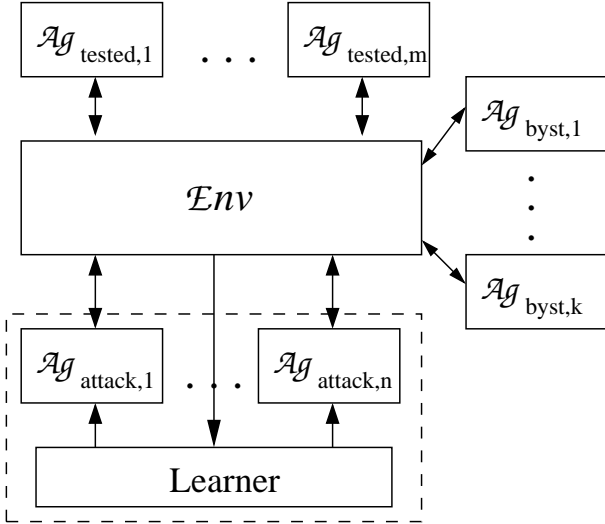 𝒜g tested,1 . . . 𝒜g tested,m
𝒜g byst,1
ℰnv
.
.
.
𝒜g byst,k
𝒜g attack,1 . . . 𝒜g attack,n
Learner